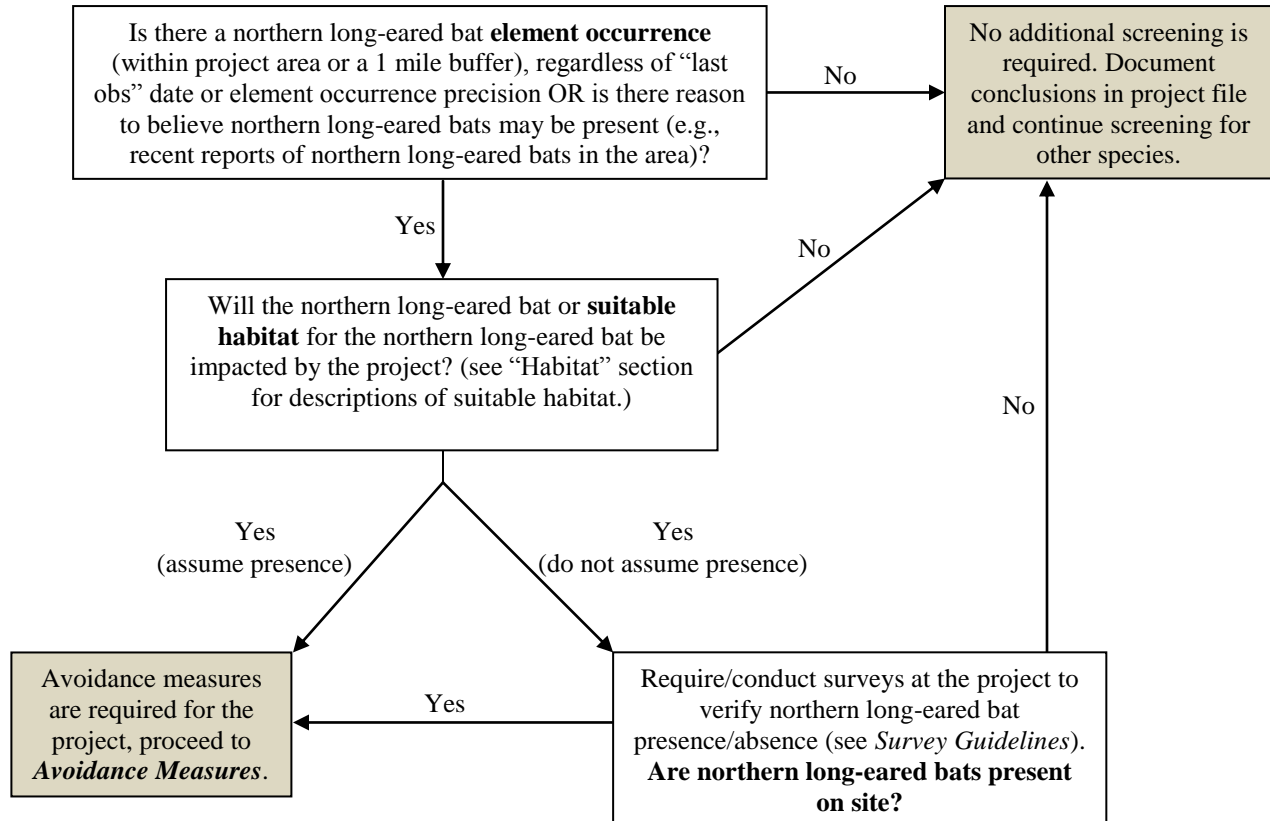 Is there a northern long-eared bat element occurrence
(within project area or a 1 mile buffer), regardless of “last
obs” date or element occurrence precision OR is there reason
to believe northern long-eared bats may be present (e.g.,
recent reports of northern long-eared bats in the area)?
No
No additional screening is
required. Document
conclusions in project file
and continue screening for
other species.
Yes
No
Will the northern long-eared bat or suitable
habitat for the northern long-eared bat be
impacted by the project? (see “Habitat” section
for descriptions of suitable habitat.)
No
Yes
(assume presence)
Yes
(do not assume presence)
Avoidance measures
are required for the
project, proceed to
Avoidance Measures.
Yes
Require/conduct surveys at the project to
verify northern long-eared bat
presence/absence (see Survey Guidelines).
Are northern long-eared bats present
on site?